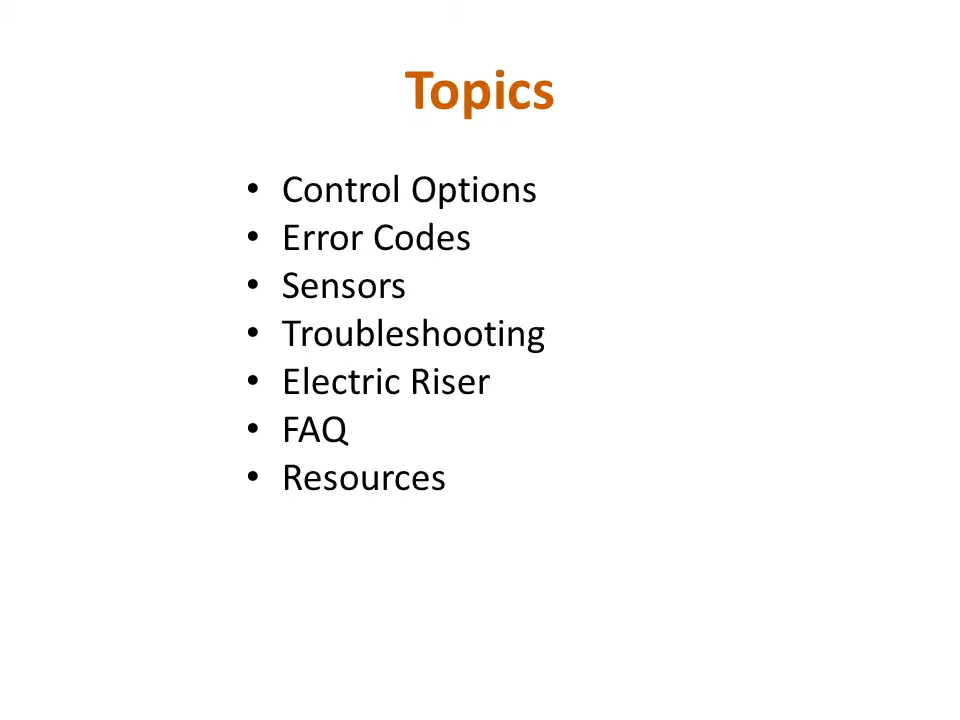 Topics
• Control Options
• Error Codes
• Sensors
• Troubleshooting
• Electric Riser
• FAQ
• Resources